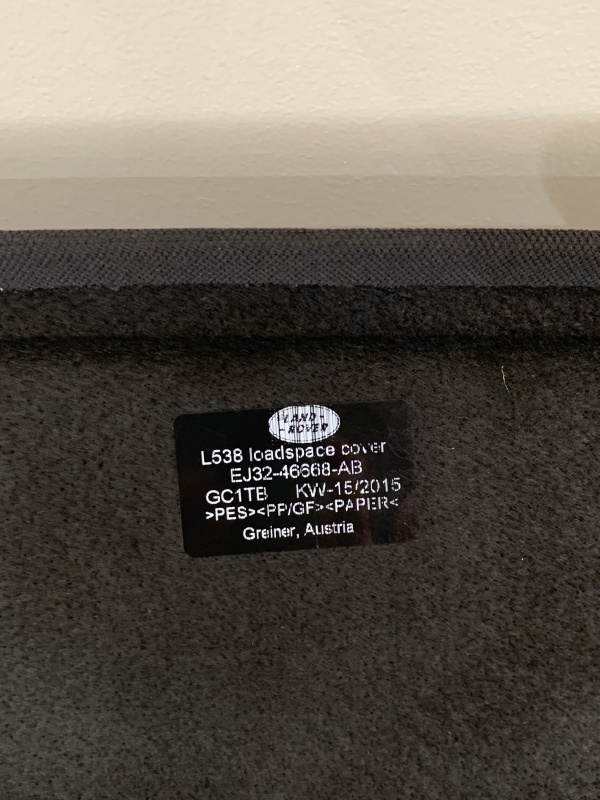 LAND-
-ROVER
L538 loadspace cover
EJ32-46668-AB
GC1TB KW-15/2015
>PES><PP/GF><PAPER<
Greiner, Austria